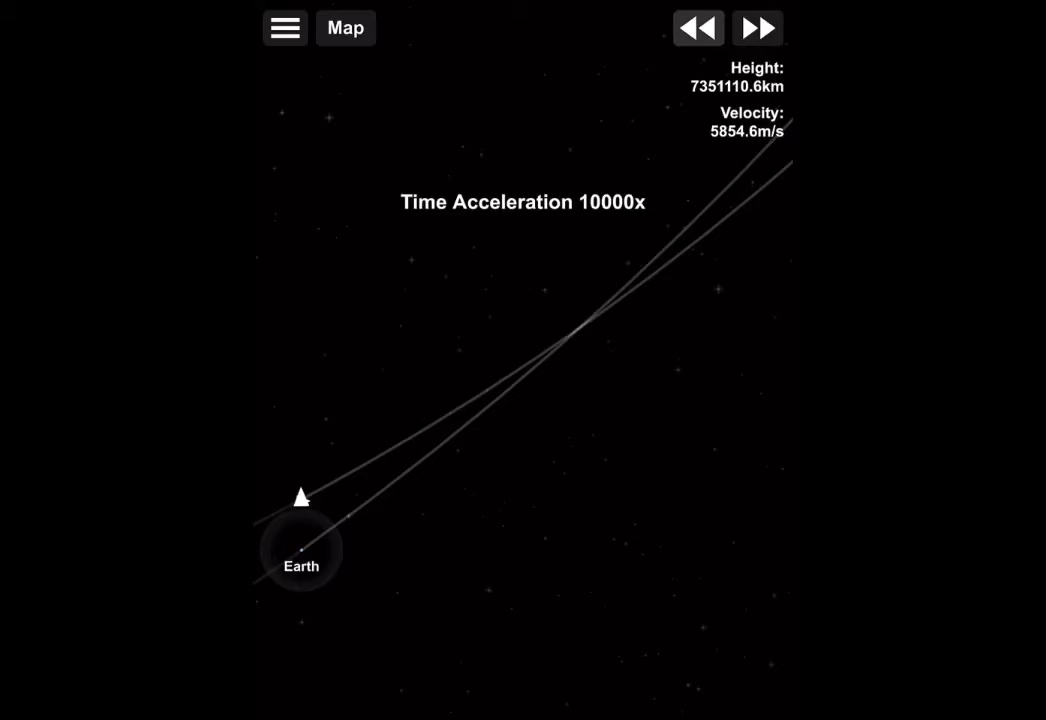 Map
Height:
7351110.6km
Velocity:
5854.6m/s
Time Acceleration 10000x
Earth